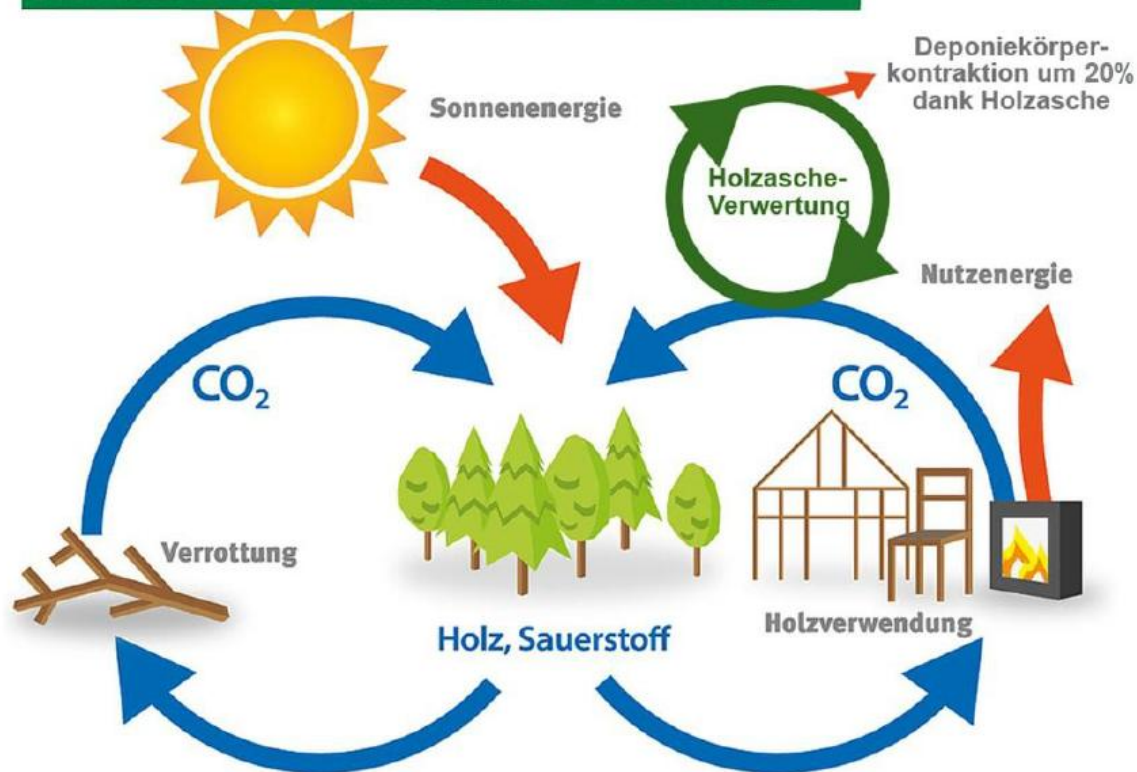 Deponiekörper-
kontraktion um 20%
dank Holzasche
Sonnenenergie
Holzasche-
Verwertung
Nutzenergie
CO₂
CO₂
Verrottung
Holz, Sauerstoff
Holzverwendung